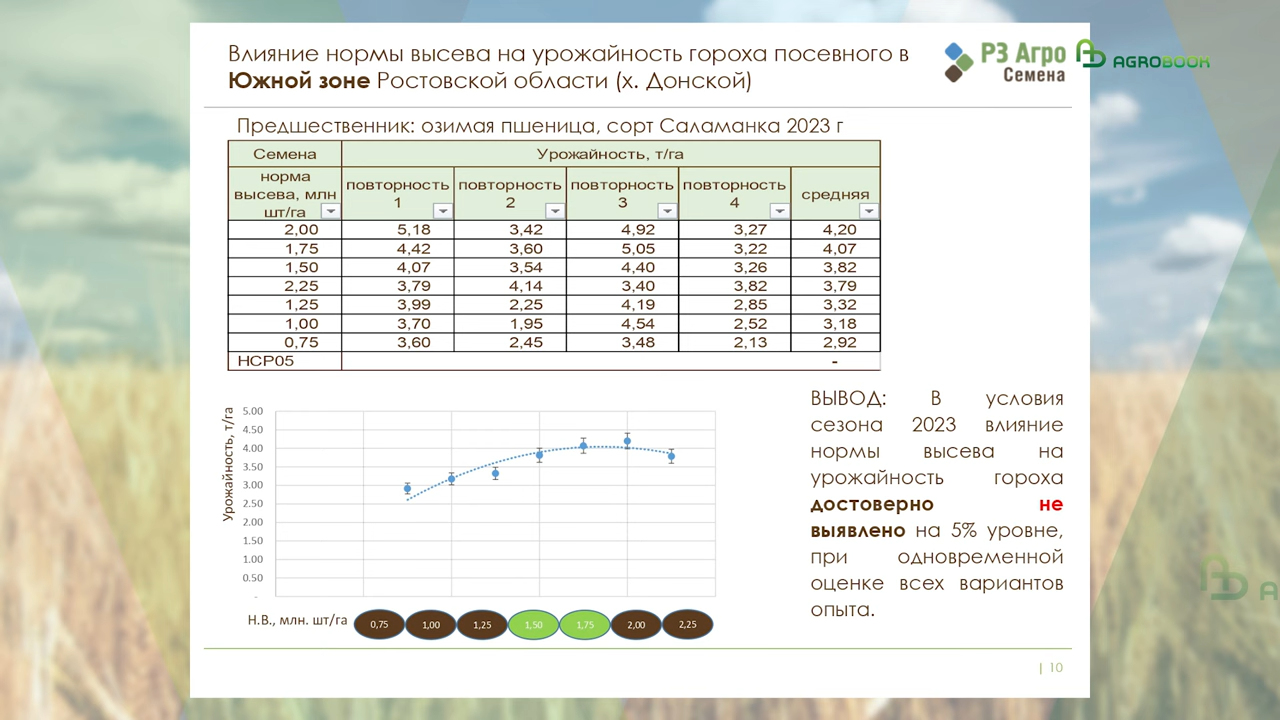 Влияние нормы высева на урожайность гороха посевного в
Южной зоне Ростовской области (х. Донской)
РЗ Агро
Семена
AGROBOOK
Предшественник: озимая пшеница, сорт Саламанка 2023 г
Семена Урожайность, т/га
норма высева, млн шт/га повторность 1 повторность 2 повторность 3 повторность 4 средняя
2,00 5,18 3,42 4,92 3,27 4,20
1,75 4,42 3,60 5,05 3,22 4,07
1,50 4,07 3,54 4,40 3,26 3,82
2,25 3,79 4,14 3,40 3,82 3,79
1,25 3,99 2,25 4,19 2,85 3,32
1,00 3,70 1,95 4,54 2,52 3,18
0,75 3,60 2,45 3,48 2,13 2,92
НСР05 -
Урожайность, т/га
5.00
4.50
4.00
3.50
3.00
2.50
2.00
1.50
1.00
0.50
-
Н.В., млн. шт/га 0,75 1,00 1,25 1,50 1,75 2,00 2,25
ВЫВОД: В условия
сезона 2023 влияние
нормы высева на
урожайность гороха
достоверно не
выявлено на 5% уровне,
при одновременной
оценке всех вариантов
опыта.
| 10